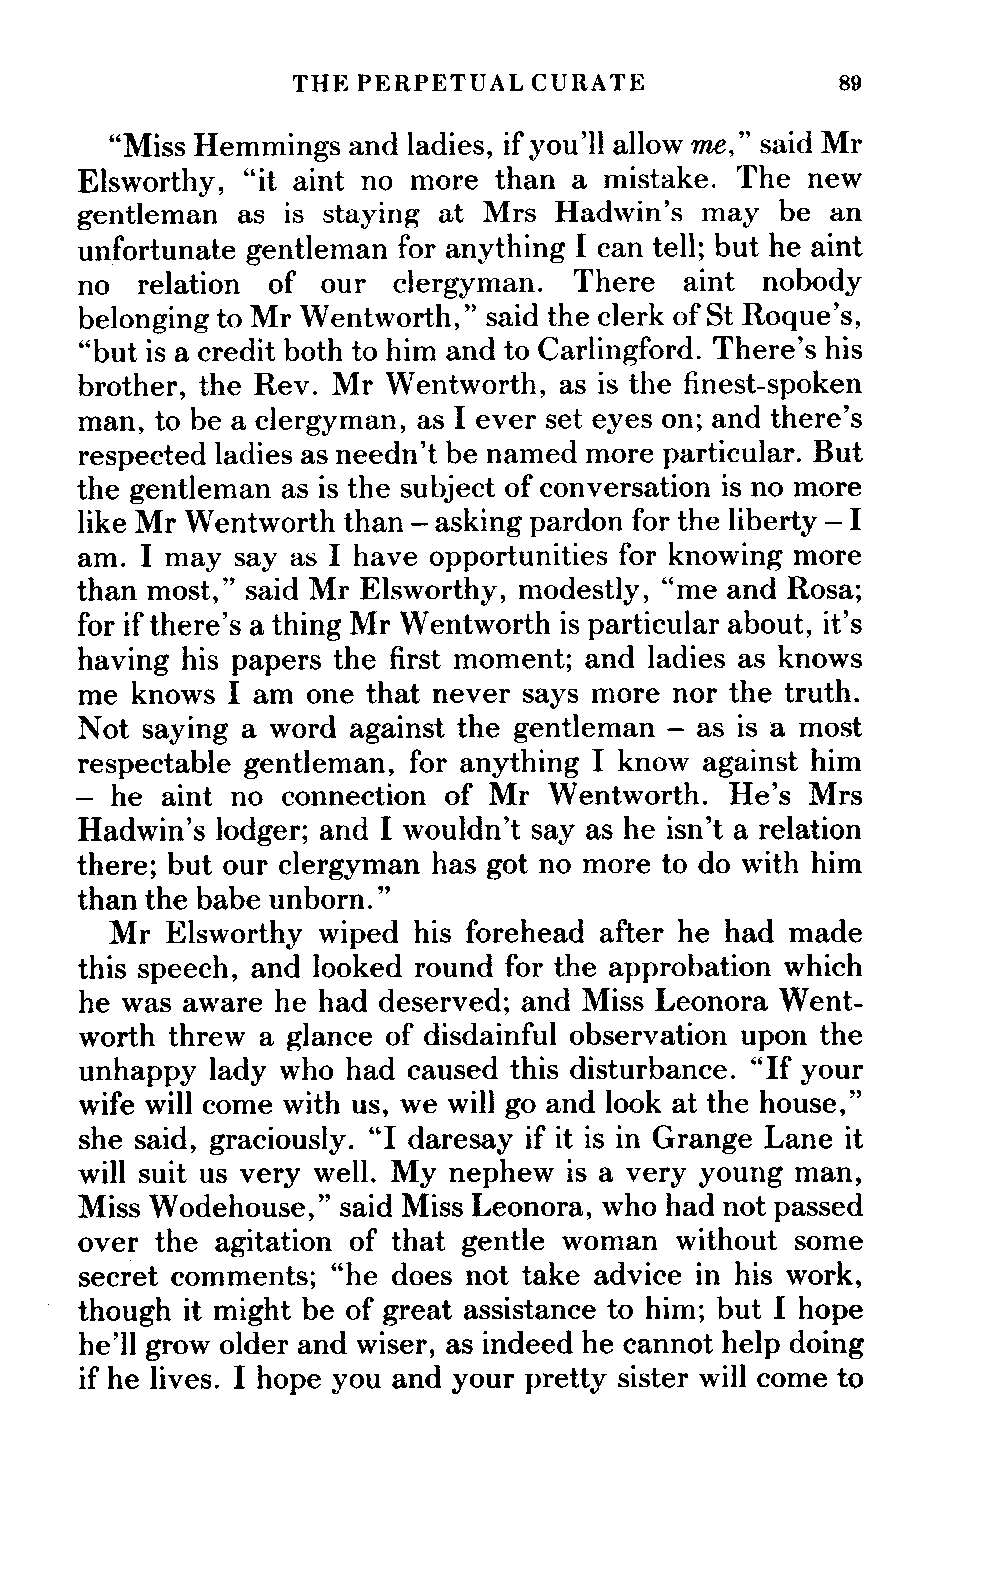 THE PERPETUAL CURATE 89
“Miss Hemmings and ladies, if you’ll allow me,” said Mr
Elsworthy, “it aint no more than a mistake. The new
gentleman as is staying at Mrs Hadwin’s may be an
unfortunate gentleman for anything I can tell; but he aint
no relation of our clergyman. There aint nobody
belonging to Mr Wentworth,” said the clerk of St Roque’s,
“but is a credit both to him and to Carlingford. There’s his
brother, the Rev. Mr Wentworth, as is the finest-spoken
man, to be a clergyman, as I ever set eyes on; and there’s
respected ladies as needn’t be named more particular. But
the gentleman as is the subject of conversation is no more
like Mr Wentworth than – asking pardon for the liberty – I
am. I may say as I have opportunities for knowing more
than most,” said Mr Elsworthy, modestly, “me and Rosa;
for if there’s a thing Mr Wentworth is particular about, it’s
having his papers the first moment; and ladies as knows
me knows I am one that never says more nor the truth.
Not saying a word against the gentleman – as is a most
respectable gentleman, for anything I know against him
– he aint no connection of Mr Wentworth. He’s Mrs
Hadwin’s lodger; and I wouldn’t say as he isn’t a relation
there; but our clergyman has got no more to do with him
than the babe unborn.”
Mr Elsworthy wiped his forehead after he had made
this speech, and looked round for the approbation which
he was aware he had deserved; and Miss Leonora Went-
worth threw a glance of disdainful observation upon the
unhappy lady who had caused this disturbance. “If your
wife will come with us, we will go and look at the house,”
she said, graciously. “I daresay if it is in Grange Lane it
will suit us very well. My nephew is a very young man,
Miss Wodehouse,” said Miss Leonora, who had not passed
over the agitation of that gentle woman without some
secret comments; “he does not take advice in his work,
though it might be of great assistance to him; but I hope
he’ll grow older and wiser, as indeed he cannot help doing
if he lives. I hope you and your pretty sister will come to